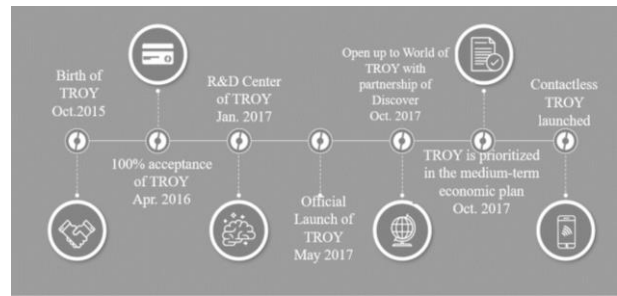 Birth of
TROY
Oct.2015
100% acceptance
of TROY
Apr. 2016
R&D Center
of TROY
Jan. 2017
Official
Launch of
TROY
May 2017
Open up to World of
TROY with
partnership of
Discover
Oct. 2017
TROY is prioritized
in the medium-term
economic plan
Oct. 2017
Contactless
TROY
launched